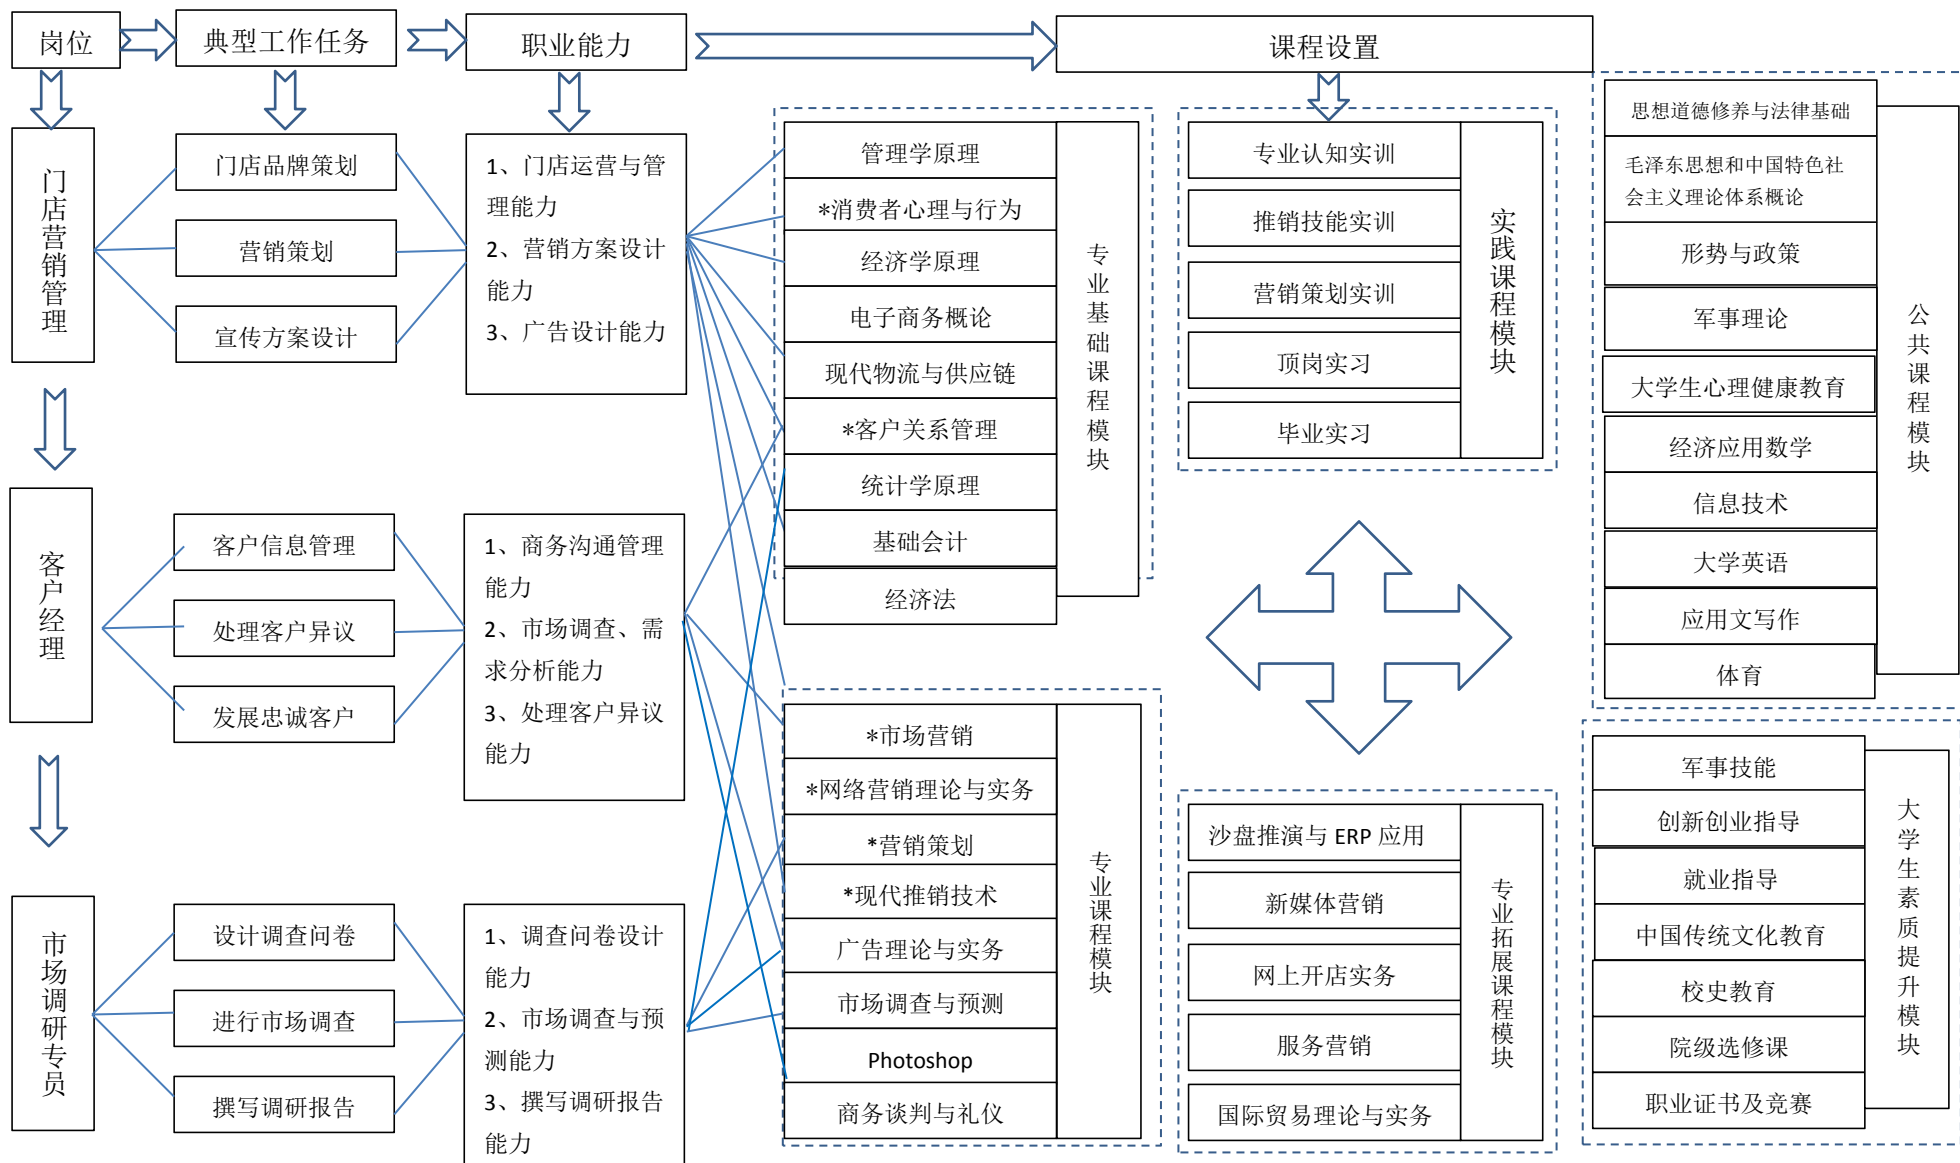 岗位
典型工作任务
职业能力
课程设置
门店营销管理
门店品牌策划
营销策划
宣传方案设计
1、门店运营与管
理能力
2、营销方案设计
能力
3、广告设计能力
客户经理
客户信息管理
处理客户异议
发展忠诚客户
1、商务沟通管理
能力
2、市场调查、需
求分析能力
3、处理客户异议
能力
市场调研专员
设计调查问卷
进行市场调查
撰写调研报告
1、调查问卷设计
能力
2、市场调查与预
测能力
3、撰写调研报告
能力
管理学原理
*消费者心理与行为
经济学原理
电子商务概论
现代物流与供应链
*客户关系管理
统计学原理
基础会计
经济法
专业基础课程模块
*市场营销
*网络营销理论与实务
*营销策划
*现代推销技术
广告理论与实务
市场调查与预测
Photoshop
商务谈判与礼仪
专业课程模块
专业认知实训
推销技能实训
营销策划实训
顶岗实习
毕业实习
实践课程模块
沙盘推演与 ERP 应用
新媒体营销
网上开店实务
服务营销
国际贸易理论与实务
专业拓展课程模块
思想道德修养与法律基础
毛泽东思想和中国特色社
会主义理论体系概论
形势与政策
军事理论
大学生心理健康教育
经济应用数学
信息技术
大学英语
应用文写作
体育
公共课程模块
军事技能
创新创业指导
就业指导
中国传统文化教育
校史教育
院级选修课
职业证书及竞赛
大学生素质提升模块